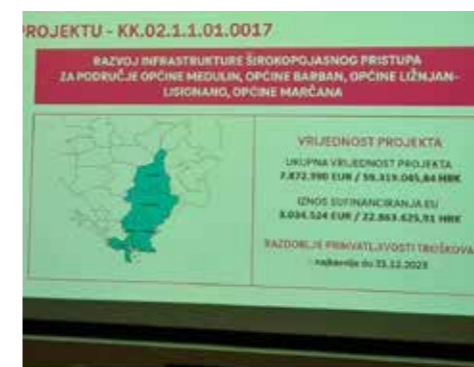 PROJEKTU - KK.02.1.1.01.0017
RAZVOJ INFRASTRUKTURE ŠIROKOPOJASNOG PRISTUPA
ZA PODRUČJE OPĆINE MEDULIN, OPĆINE BARBAN, OPĆINE LIŽNJAN-
LISIGNANO, OPĆINE MARČANA
VRIJEDNOST PROJEKTA
UKUPNA VRIJEDNOST PROJEKTA
7.872.990 EUR / 59.319.045,84 HRK
IZNOS SUFINANCIRANJA EU
3.034.524 EUR / 22.863.625,91 HRK
RAZDOBLJE PRIHVATLJIVOSTI TROŠKOVA
najkasnije do 31.12.2023